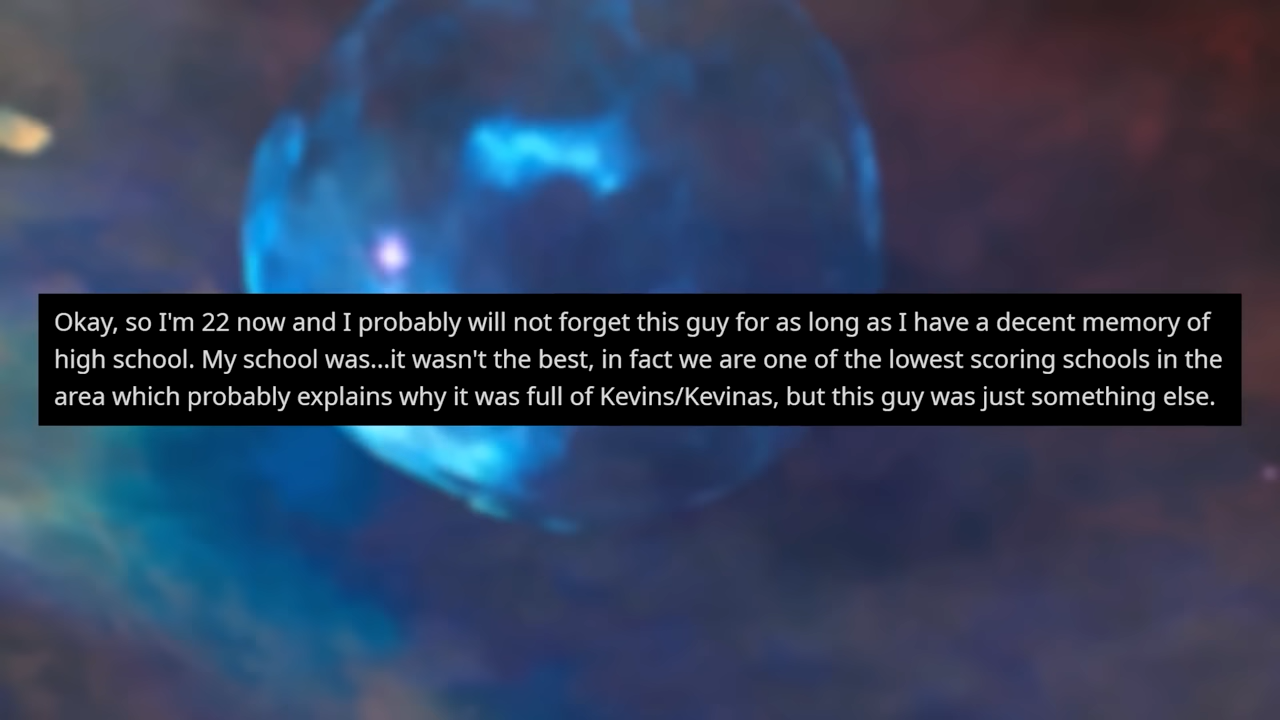 Okay, so I'm 22 now and I probably will not forget this guy for as long as I have a decent memory of
high school. My school was...it wasn't the best, in fact we are one of the lowest scoring schools in the
area which probably explains why it was full of Kevins/Kevinas, but this guy was just something else.